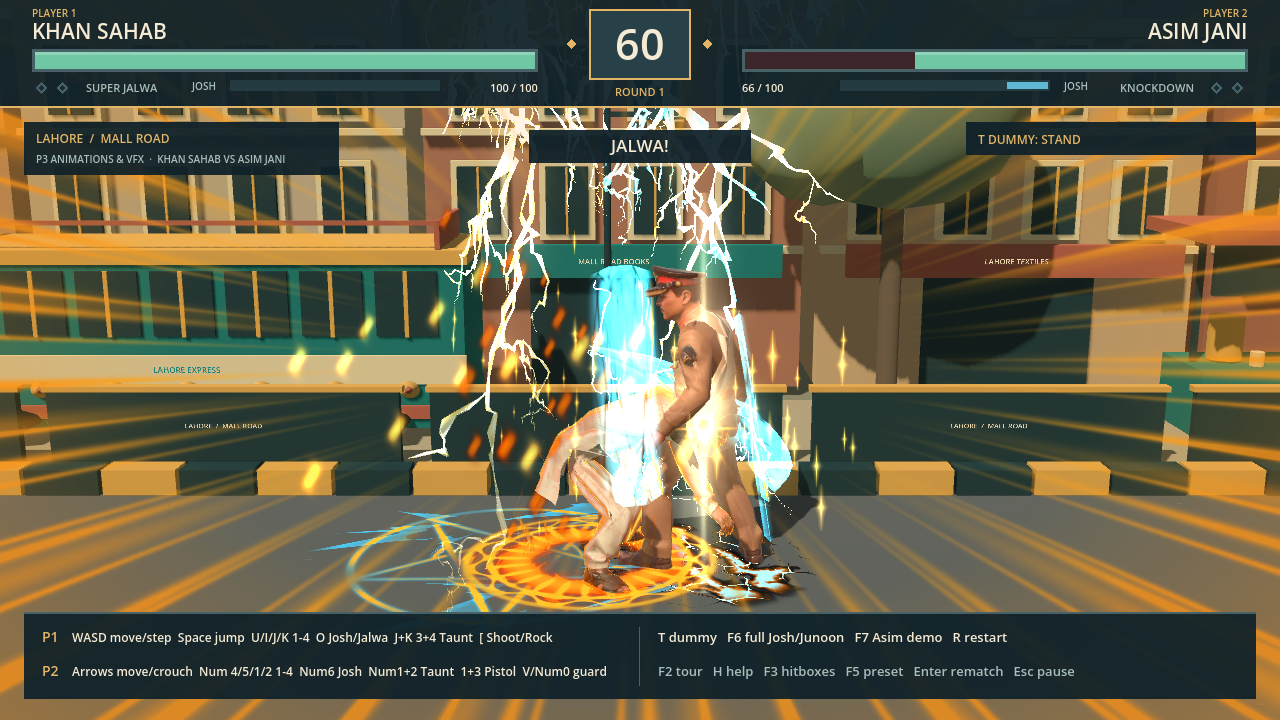 PLAYER 1
KHAN SAHAB
SUPER JALWA
JOSH
100 / 100
60
ROUND 1
PLAYER 2
ASIM JANI
66 / 100
JOSH
KNOCKDOWN
LAHORE / MALL ROAD
P3 ANIMATIONS & VFX · KHAN SAHAB VS ASIM JANI
JALWA!
T DUMMY: STAND
MALL ROAD BOOKS
LAHORE TEXTILES
LAHORE EXPRESS
LAHORE / MALL ROAD
LAHORE / MALL ROAD
P1 WASD move/step Space jump U/I/J/K 1-4 O Josh/Jalwa J+K 3+4 Taunt [ Shoot/Rock
P2 Arrows move/crouch Num 4/5/1/2 1-4 Num6 Josh Num1+2 Taunt 1+3 Pistol V/Num0 guard
T dummy F6 full Josh/Junoon F7 Asim demo R restart
F2 tour H help F3 hitboxes F5 preset Enter rematch Esc pause